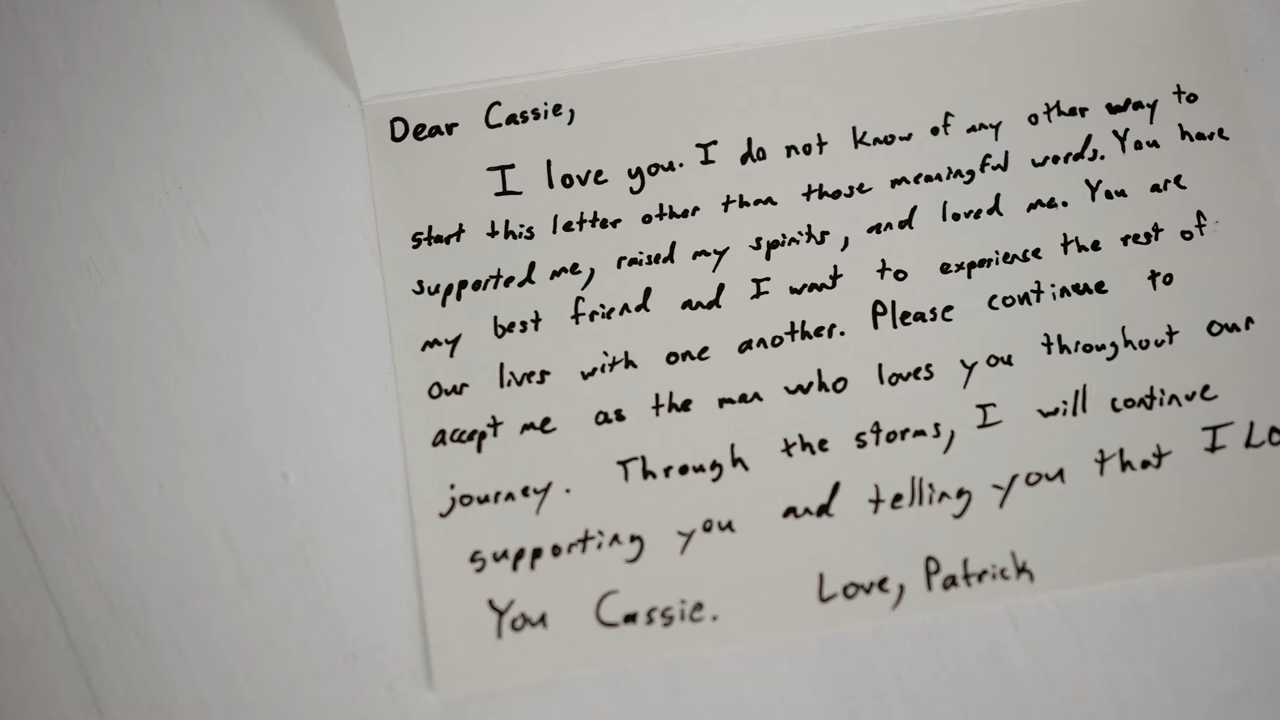 Dear Cassie,
I love you. I do not know of any other way to
start this letter other than those meaningful words. You have
supported me, raised my spirits, and loved me. You are
my best friend and I want to experience the rest of
our lives with one another. Please continue to
accept me as the man who loves you throughout our
journey. Through the storms, I will continue
supporting you and telling you that I Lo
You Cassie.
Love, Patrick